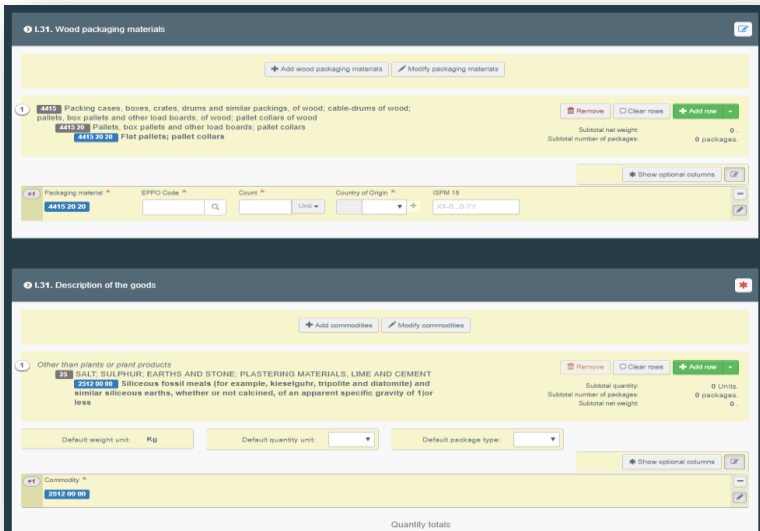 I.31. Wood packaging materials
Add wood packaging materials
Modify packaging materials
1
4415 Packing cases, boxes, crates, drums and similar packings, of wood; cable-drums of wood;
pallets, box pallets and other load boards, of wood; pallet collars of wood
4415 20 Pallets, box pallets and other load boards; pallet collars
4415 20 20 Flat pallets; pallet collars
Remove
Clear rows
Add row
Subtotal net weight: 0 .
Subtotal number of packages: 0 packages.
Show optional columns
#1
Packaging material * EPPO Code * Count * Country of Origin * ISPM 15
4415 20 20 Unit XX-0...0-YY
I.31. Description of the goods
Add commodities
Modify commodities
1
Other than plants or plant products
25 SALT; SULPHUR; EARTHS AND STONE; PLASTERING MATERIALS, LIME AND CEMENT
2512 00 00 Siliceous fossil meals (for example, kieselguhr, tripolite and diatomite) and
similar siliceous earths, whether or not calcined, of an apparent specific gravity of 1|or
less
Remove
Clear rows
Add row
Subtotal quantity: 0 Units.
Subtotal number of packages: 0 packages.
Subtotal net weight: 0 .
Default weight unit: Kg
Default quantity unit:
Default package type:
Show optional columns
#1
Commodity *
2512 00 00
Quantity totals